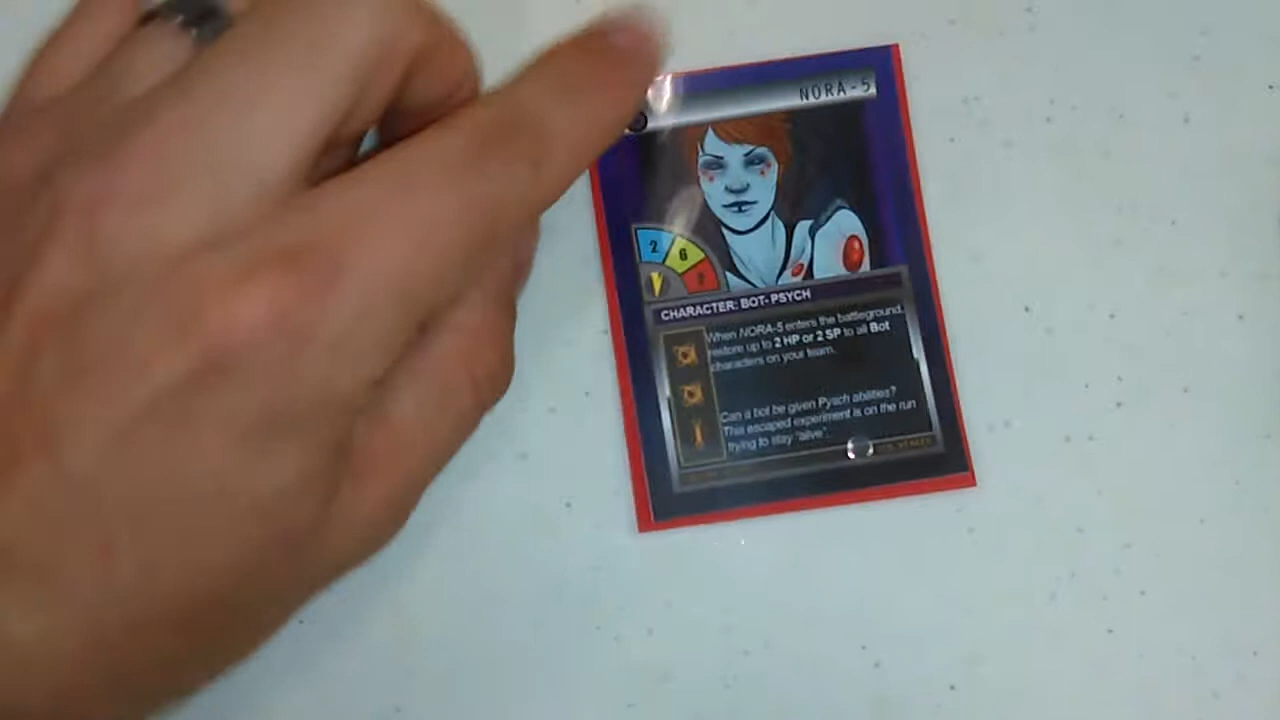 NORA-5
2
6
CHARACTER: BOT- PSYCH
When NORA-5 enters the battleground,
restore up to 2 HP or 2 SP to all Bot
characters on your team.
Can a bot be given Pysch abilities?
This escaped experiment is on the run
trying to stay "alive".